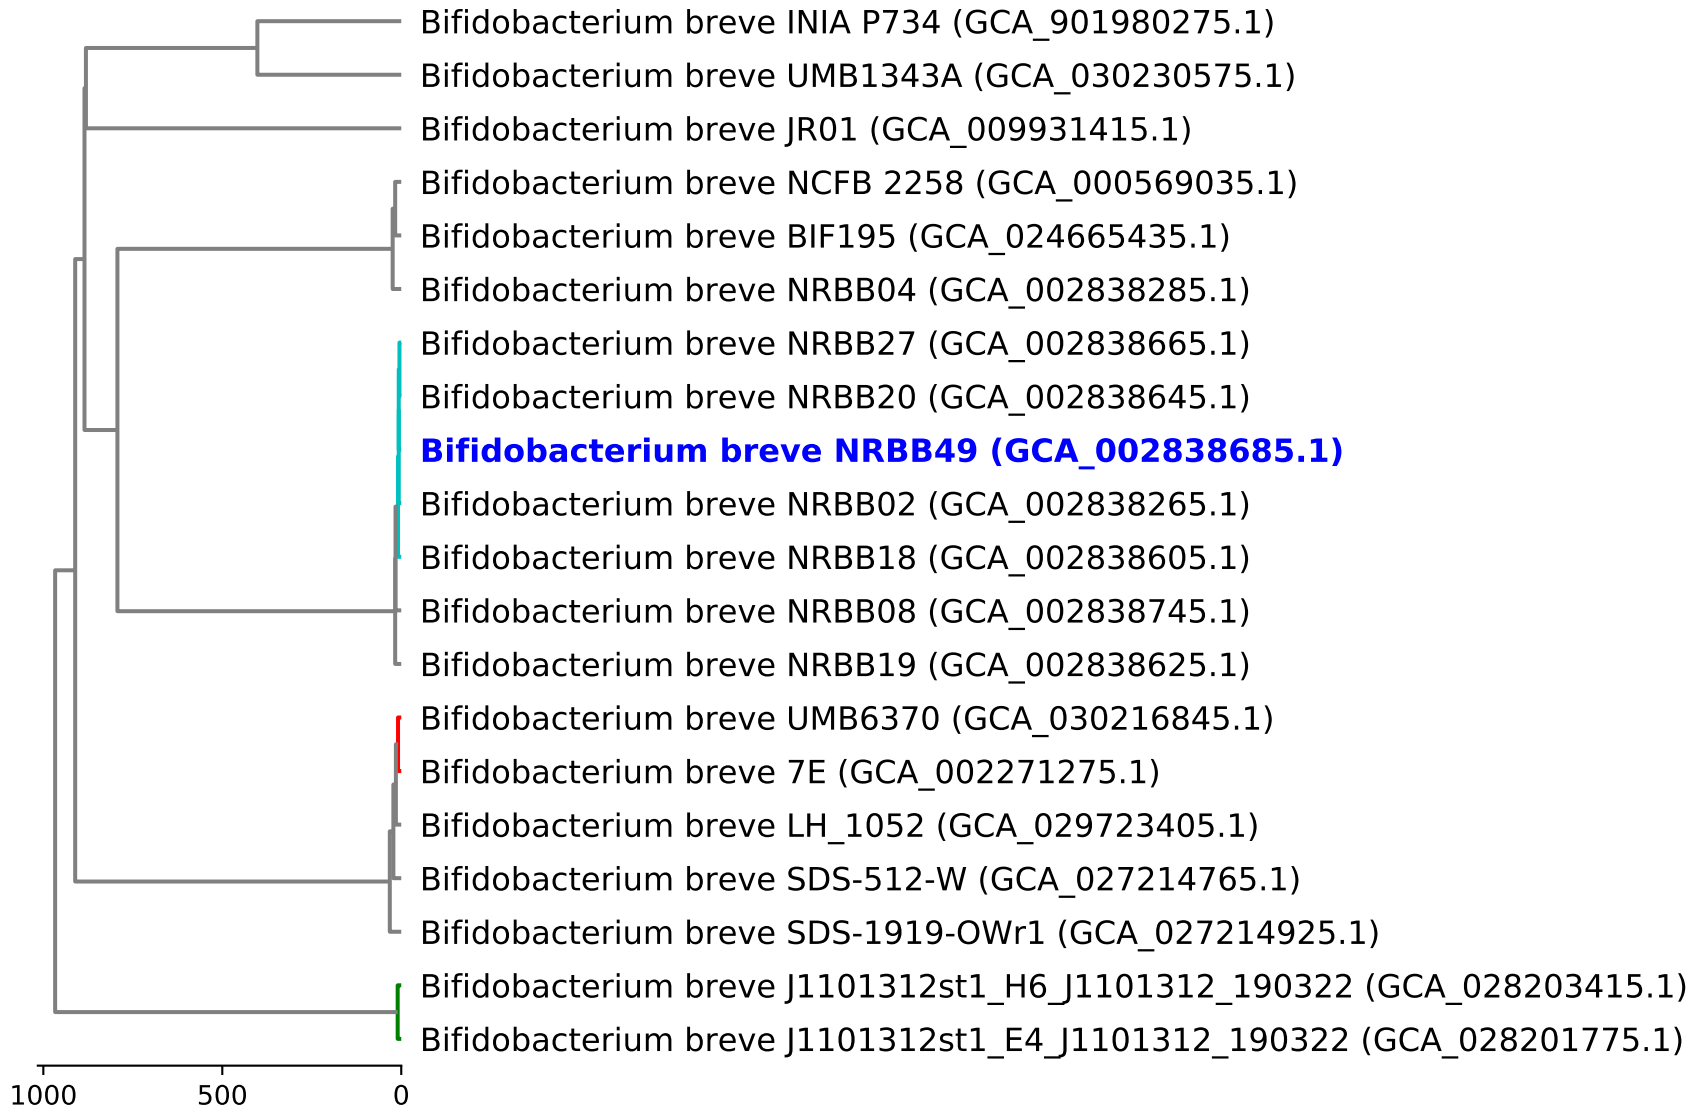 Bifidobacterium breve INIA P734 (GCA_901980275.1)
Bifidobacterium breve UMB1343A (GCA_030230575.1)
Bifidobacterium breve JR01 (GCA_009931415.1)
Bifidobacterium breve NCFB 2258 (GCA_000569035.1)
Bifidobacterium breve BIF195 (GCA_024665435.1)
Bifidobacterium breve NRBB04 (GCA_002838285.1)
Bifidobacterium breve NRBB27 (GCA_002838665.1)
Bifidobacterium breve NRBB20 (GCA_002838645.1)
Bifidobacterium breve NRBB49 (GCA_002838685.1)
Bifidobacterium breve NRBB02 (GCA_002838265.1)
Bifidobacterium breve NRBB18 (GCA_002838605.1)
Bifidobacterium breve NRBB08 (GCA_002838745.1)
Bifidobacterium breve NRBB19 (GCA_002838625.1)
Bifidobacterium breve UMB6370 (GCA_030216845.1)
Bifidobacterium breve 7E (GCA_002271275.1)
Bifidobacterium breve LH_1052 (GCA_029723405.1)
Bifidobacterium breve SDS-512-W (GCA_027214765.1)
Bifidobacterium breve SDS-1919-OWr1 (GCA_027214925.1)
Bifidobacterium breve J1101312st1_H6_J1101312_190322 (GCA_028203415.1)
Bifidobacterium breve J1101312st1_E4_J1101312_190322 (GCA_028201775.1)
1000 500 0